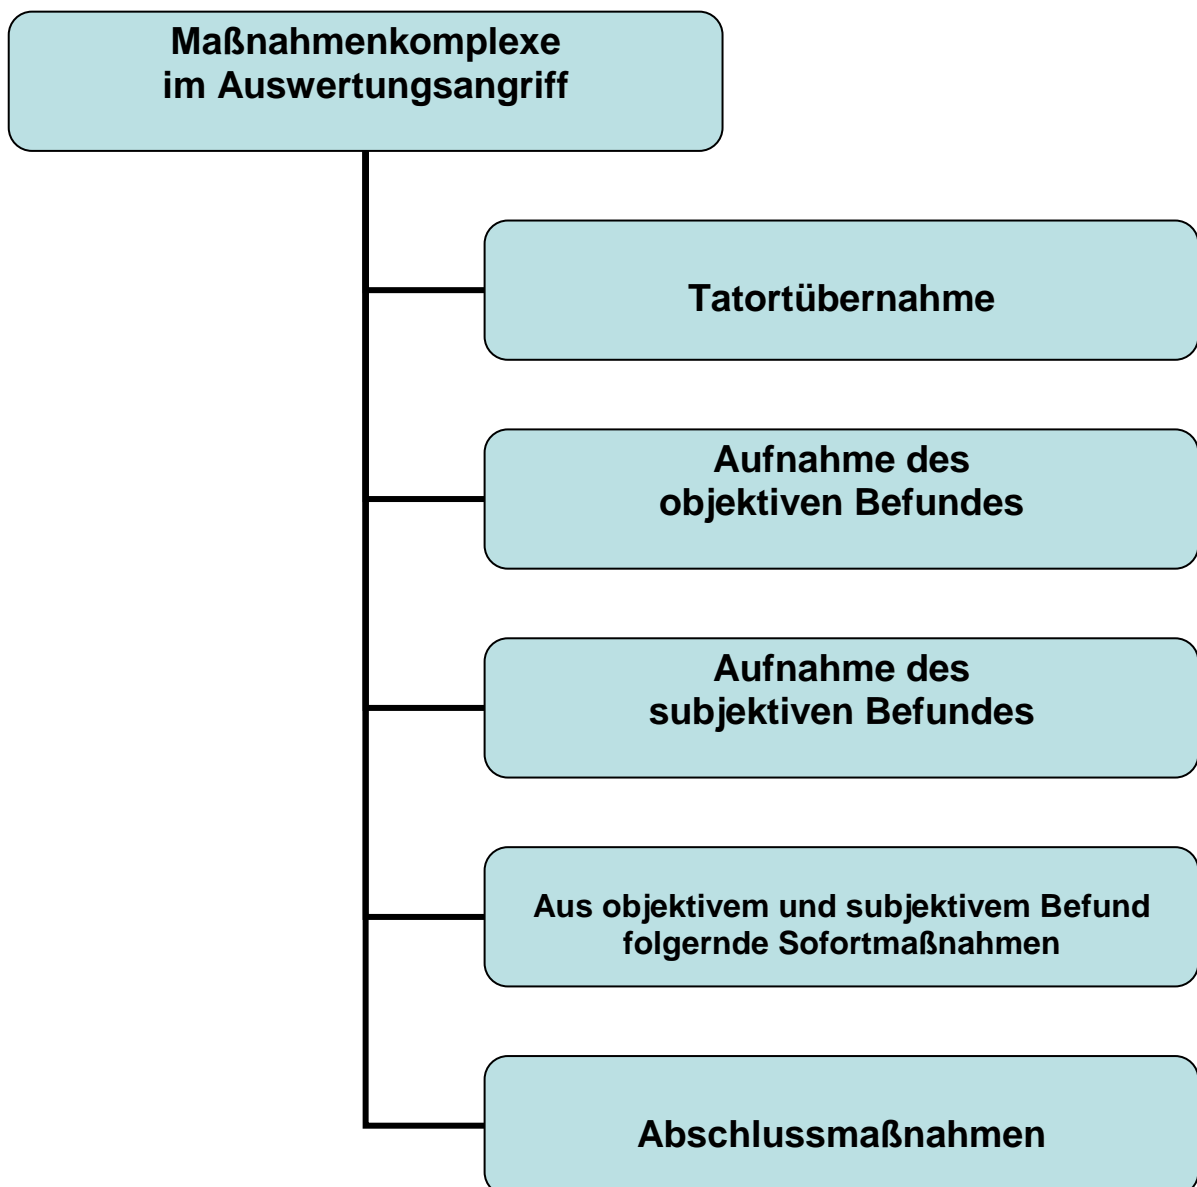 Maßnahmenkomplexe
im Auswertungsangriff
Tatortübernahme
Aufnahme des
objektiven Befundes
Aufnahme des
subjektiven Befundes
Aus objektivem und subjektivem Befund
folgernde Sofortmaßnahmen
Abschlussmaßnahmen